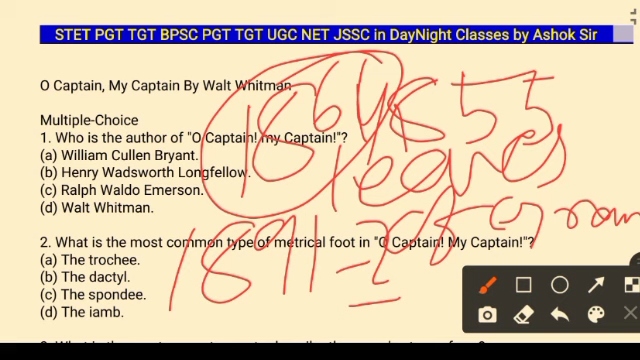 STET PGT TGT BPSC PGT TGT UGC NET JSSC in DayNight Classes by Ashok Sir
O Captain, My Captain By Walt Whitman
Multiple-Choice
1. Who is the author of "O Captain! my Captain!"?
(a) William Cullen Bryant.
(b) Henry Wadsworth Longfellow.
(c) Ralph Waldo Emerson.
(d) Walt Whitman.
2. What is the most common type of metrical foot in "O Captain! My Captain!"?
(a) The trochee.
(b) The dactyl.
(c) The spondee.
(d) The iamb.
1855
Leaves
1891-2